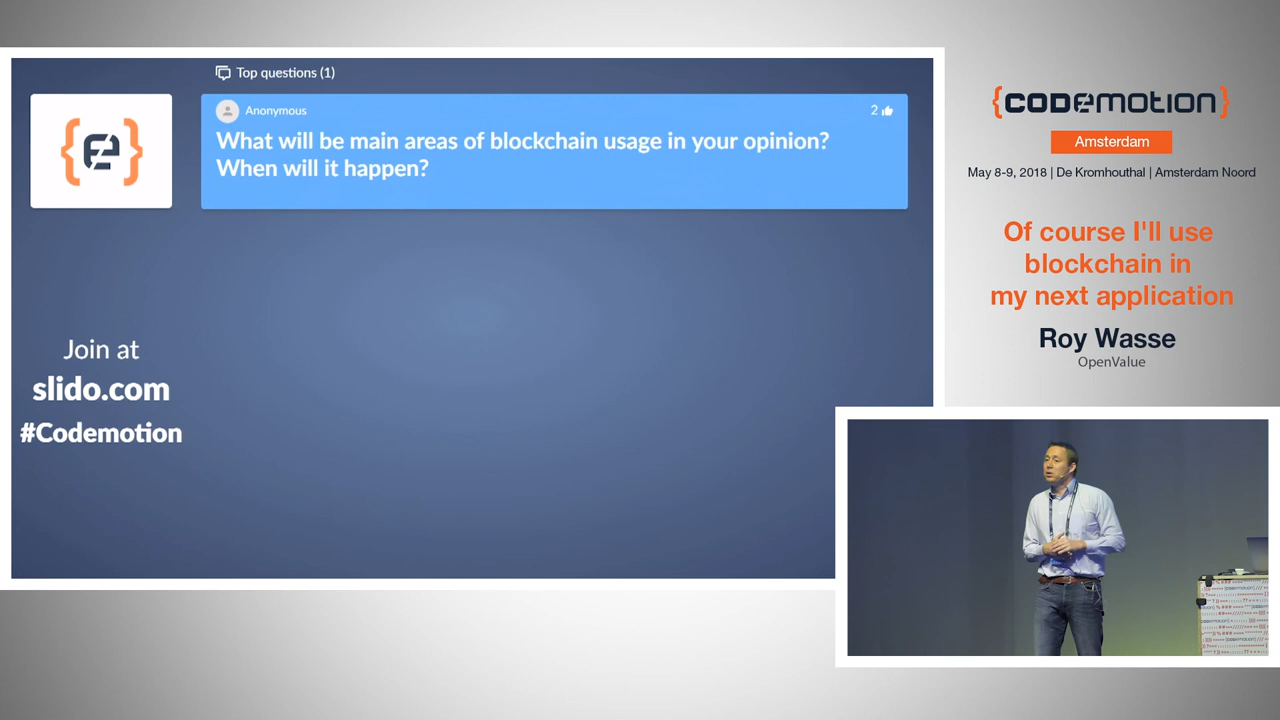 Top questions (1)
Anonymous
2
What will be main areas of blockchain usage in your opinion?
When will it happen?
Join at
slido.com
#Codemotion
{CODEMOTION}
Amsterdam
May 8-9, 2018 | De Kromhouthal | Amsterdam Noord
Of course I'll use
blockchain in
my next application
Roy Wasse
OpenValue